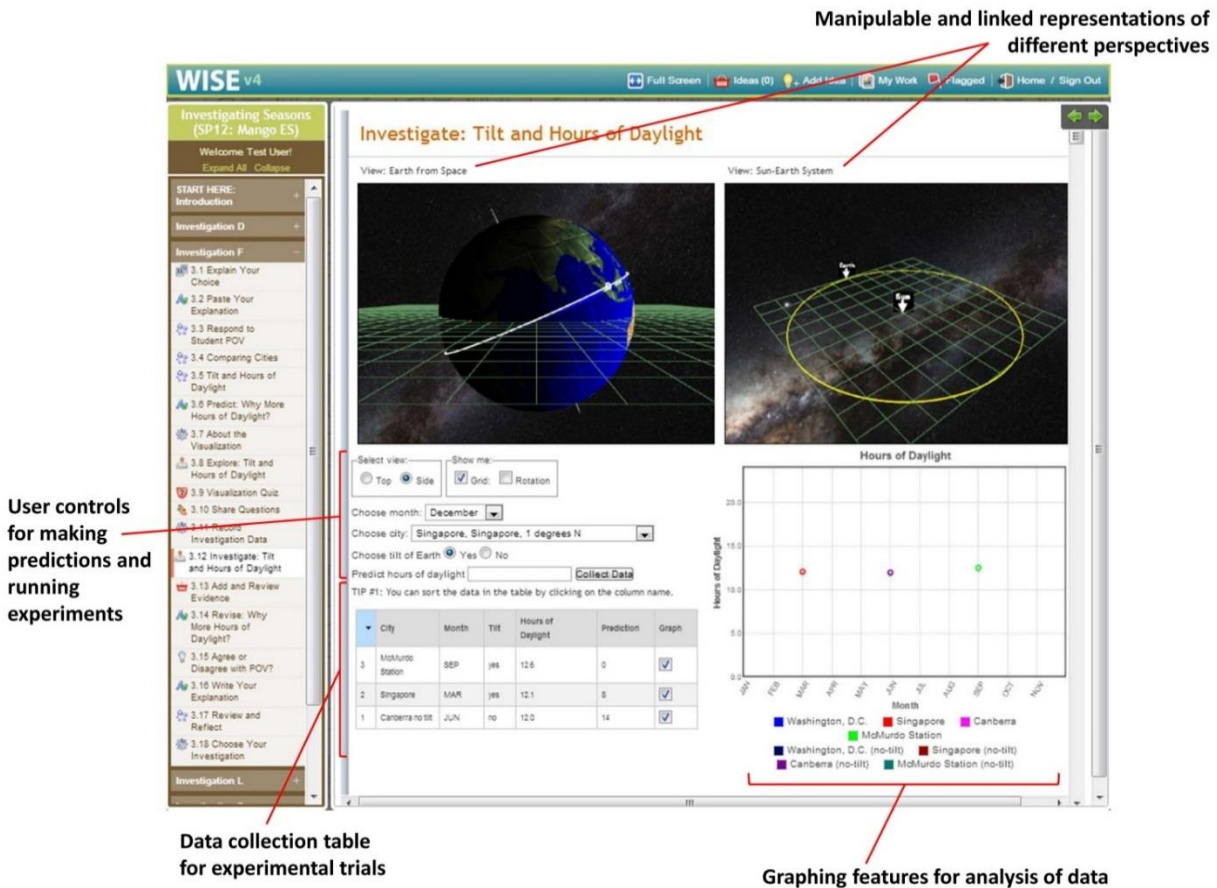 Manipulable and linked representations of
different perspectives
WISE v4
Full Screen
Ideas (0)
Add Idea
My Work
Flagged
Home / Sign Out
Investigating Seasons
(SP12: Mango ES)
Welcome Test User!
Expand All Collapse
START HERE:
Introduction
Investigation D
Investigation F
3.1 Explain Your
Choice
3.2 Paste Your
Explanation
3.3 Respond to
Student POV
3.4 Comparing Cities
3.5 Tilt and Hours of
Daylight
3.6 Predict: Why More
Hours of Daylight?
3.7 About the
Visualization
3.8 Explore: Tilt and
Hours of Daylight
3.9 Visualization Quiz
3.10 Share Questions
3.11 Record
Investigation Data
3.12 Investigate: Tilt
and Hours of Daylight
3.13 Add and Review
Evidence
3.14 Revise: Why
More Hours of
Daylight?
3.15 Agree or
Disagree with POV?
3.16 Write Your
Explanation
3.17 Review and
Reflect
3.18 Choose Your
Investigation
Investigation L
Investigate: Tilt and Hours of Daylight
View: Earth from Space
View: Sun-Earth System
Earth
Sun
Select view:
Top Side
Show me:
Grid: Rotation
Choose month: December
Choose city: Singapore, Singapore, 1 degrees N
Choose tilt of Earth Yes No
Predict hours of daylight Collect Data
TIP #1: You can sort the data in the table by clicking on the column name.
City Month Tilt Hours of Daylight Prediction Graph
3 McMurdo Station SEP yes 12.6 0
2 Singapore MAR yes 12.1 8
1 Canberra no tilt JUN no 12.0 14
Hours of Daylight
Hours of Daylight
20.0
15.0
10.0
5.0
0.0
JAN FEB MAR APR MAY JUN JUL AUG SEP OCT NOV
Month
Washington, D.C. Singapore Canberra
McMurdo Station
Washington, D.C. (no-tilt) Singapore (no-tilt)
Canberra (no-tilt) McMurdo Station (no-tilt)
User controls
for making
predictions and
running
experiments
Data collection table
for experimental trials
Graphing features for analysis of data